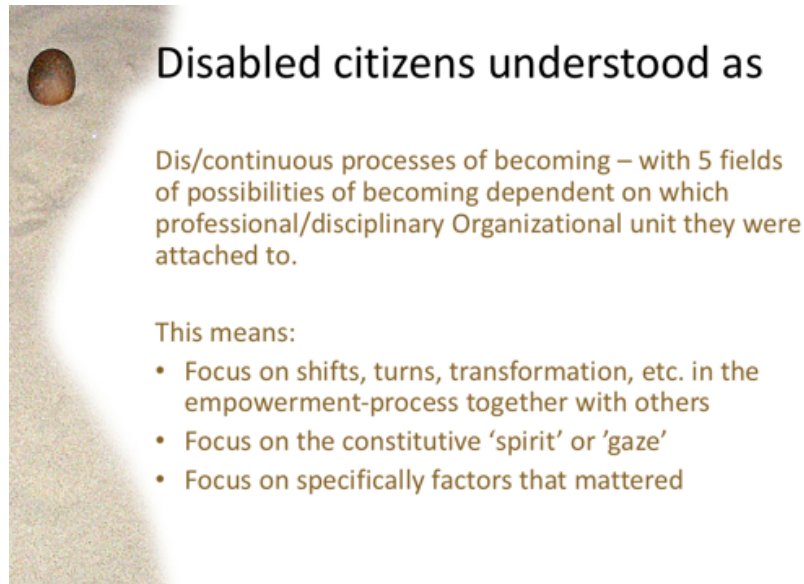 Disabled citizens understood as
Dis/continuous processes of becoming – with 5 fields
of possibilities of becoming dependent on which
professional/disciplinary Organizational unit they were
attached to.
This means:
• Focus on shifts, turns, transformation, etc. in the
empowerment-process together with others
• Focus on the constitutive ‘spirit’ or ’gaze’
• Focus on specifically factors that mattered